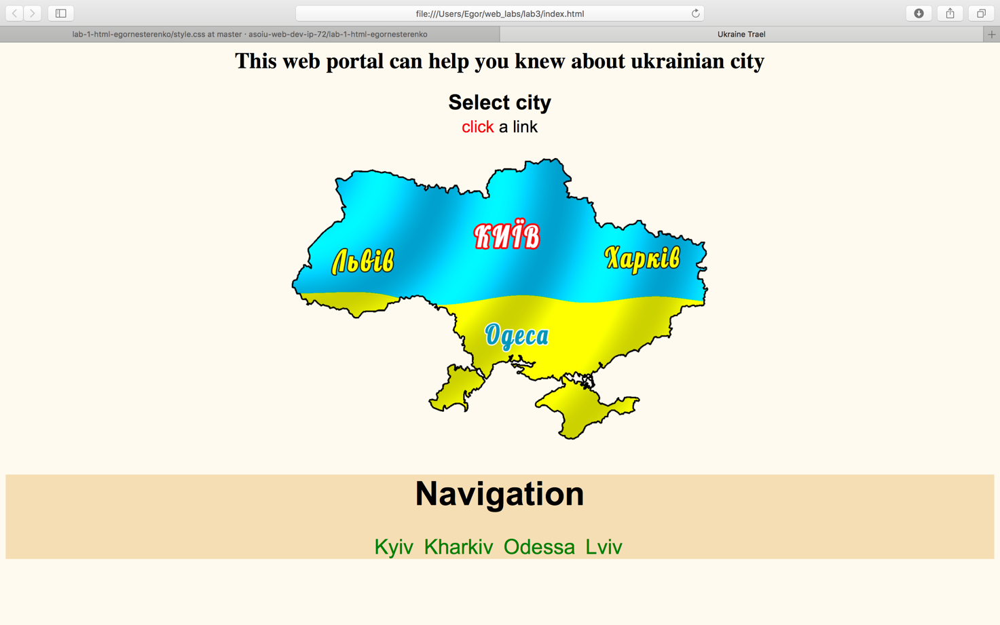 file:///Users/Egor/web_labs/lab3/index.html
lab-1-html-egornesterenko/style.css at master · asoiu-web-dev-ip-72/lab-1-html-egornesterenko
Ukraine Trael
This web portal can help you knew about ukrainian city
Select city
click a link
КИЇВ
Львів
Харків
Одеса
Navigation
Kyiv Kharkiv Odessa Lviv